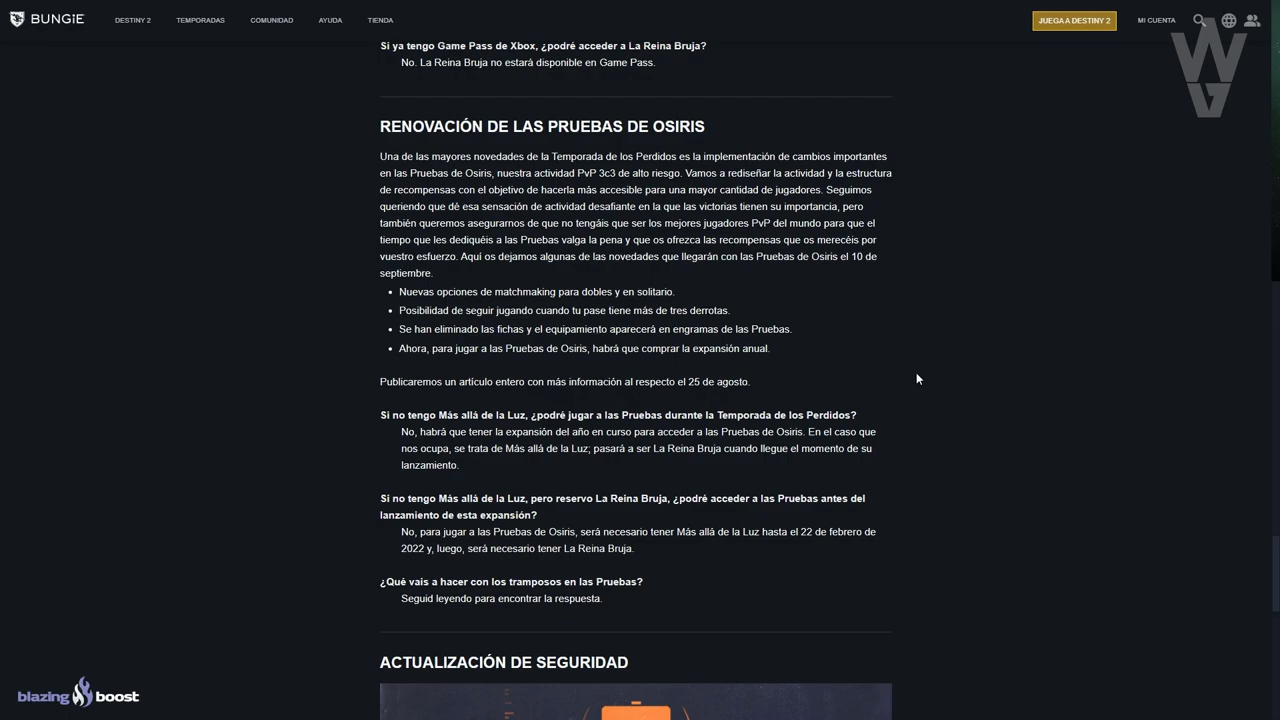 BUNGiE
DESTINY 2
TEMPORADAS
COMUNIDAD
AYUDA
TIENDA
JUEGA A DESTINY 2
MI CUENTA
Si ya tengo Game Pass de Xbox, ¿podré acceder a La Reina Bruja?
No. La Reina Bruja no estará disponible en Game Pass.
RENOVACIÓN DE LAS PRUEBAS DE OSIRIS
Una de las mayores novedades de la Temporada de los Perdidos es la implementación de cambios importantes
en las Pruebas de Osiris, nuestra actividad PvP 3c3 de alto riesgo. Vamos a rediseñar la actividad y la estructura
de recompensas con el objetivo de hacerla más accesible para una mayor cantidad de jugadores. Seguimos
queriendo que dé esa sensación de actividad desafiante en la que las victorias tienen su importancia, pero
también queremos asegurarnos de que no tengáis que ser los mejores jugadores PvP del mundo para que el
tiempo que les dediquéis a las Pruebas valga la pena y que os ofrezca las recompensas que os merecéis por
vuestro esfuerzo. Aquí os dejamos algunas de las novedades que llegarán con las Pruebas de Osiris el 10 de
septiembre.
• Nuevas opciones de matchmaking para dobles y en solitario.
• Posibilidad de seguir jugando cuando tu pase tiene más de tres derrotas.
• Se han eliminado las fichas y el equipamiento aparecerá en engramas de las Pruebas.
• Ahora, para jugar a las Pruebas de Osiris, habrá que comprar la expansión anual.
Publicaremos un artículo entero con más información al respecto el 25 de agosto.
Si no tengo Más allá de la Luz, ¿podré jugar a las Pruebas durante la Temporada de los Perdidos?
No, habrá que tener la expansión del año en curso para acceder a las Pruebas de Osiris. En el caso que
nos ocupa, se trata de Más allá de la Luz; pasará a ser La Reina Bruja cuando llegue el momento de su
lanzamiento.
Si no tengo Más allá de la Luz, pero reservo La Reina Bruja, ¿podré acceder a las Pruebas antes del
lanzamiento de esta expansión?
No, para jugar a las Pruebas de Osiris, será necesario tener Más allá de la Luz hasta el 22 de febrero de
2022 y, luego, será necesario tener La Reina Bruja.
¿Qué vais a hacer con los tramposos en las Pruebas?
Seguid leyendo para encontrar la respuesta.
ACTUALIZACIÓN DE SEGURIDAD
blazing boost